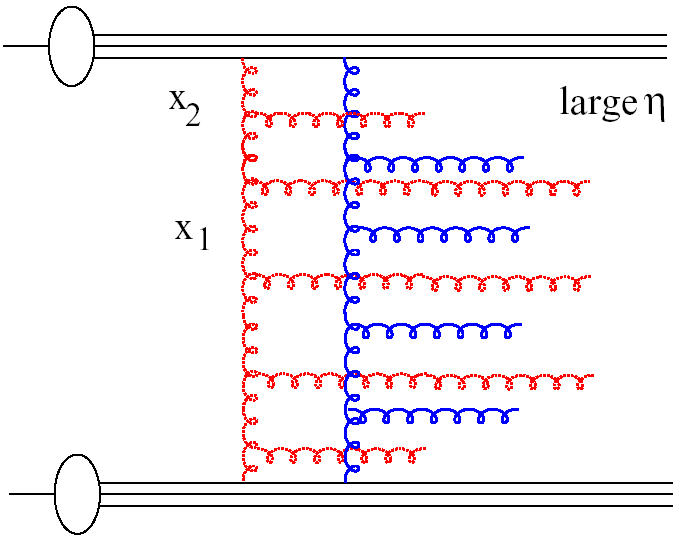 x₂
large η
x₁